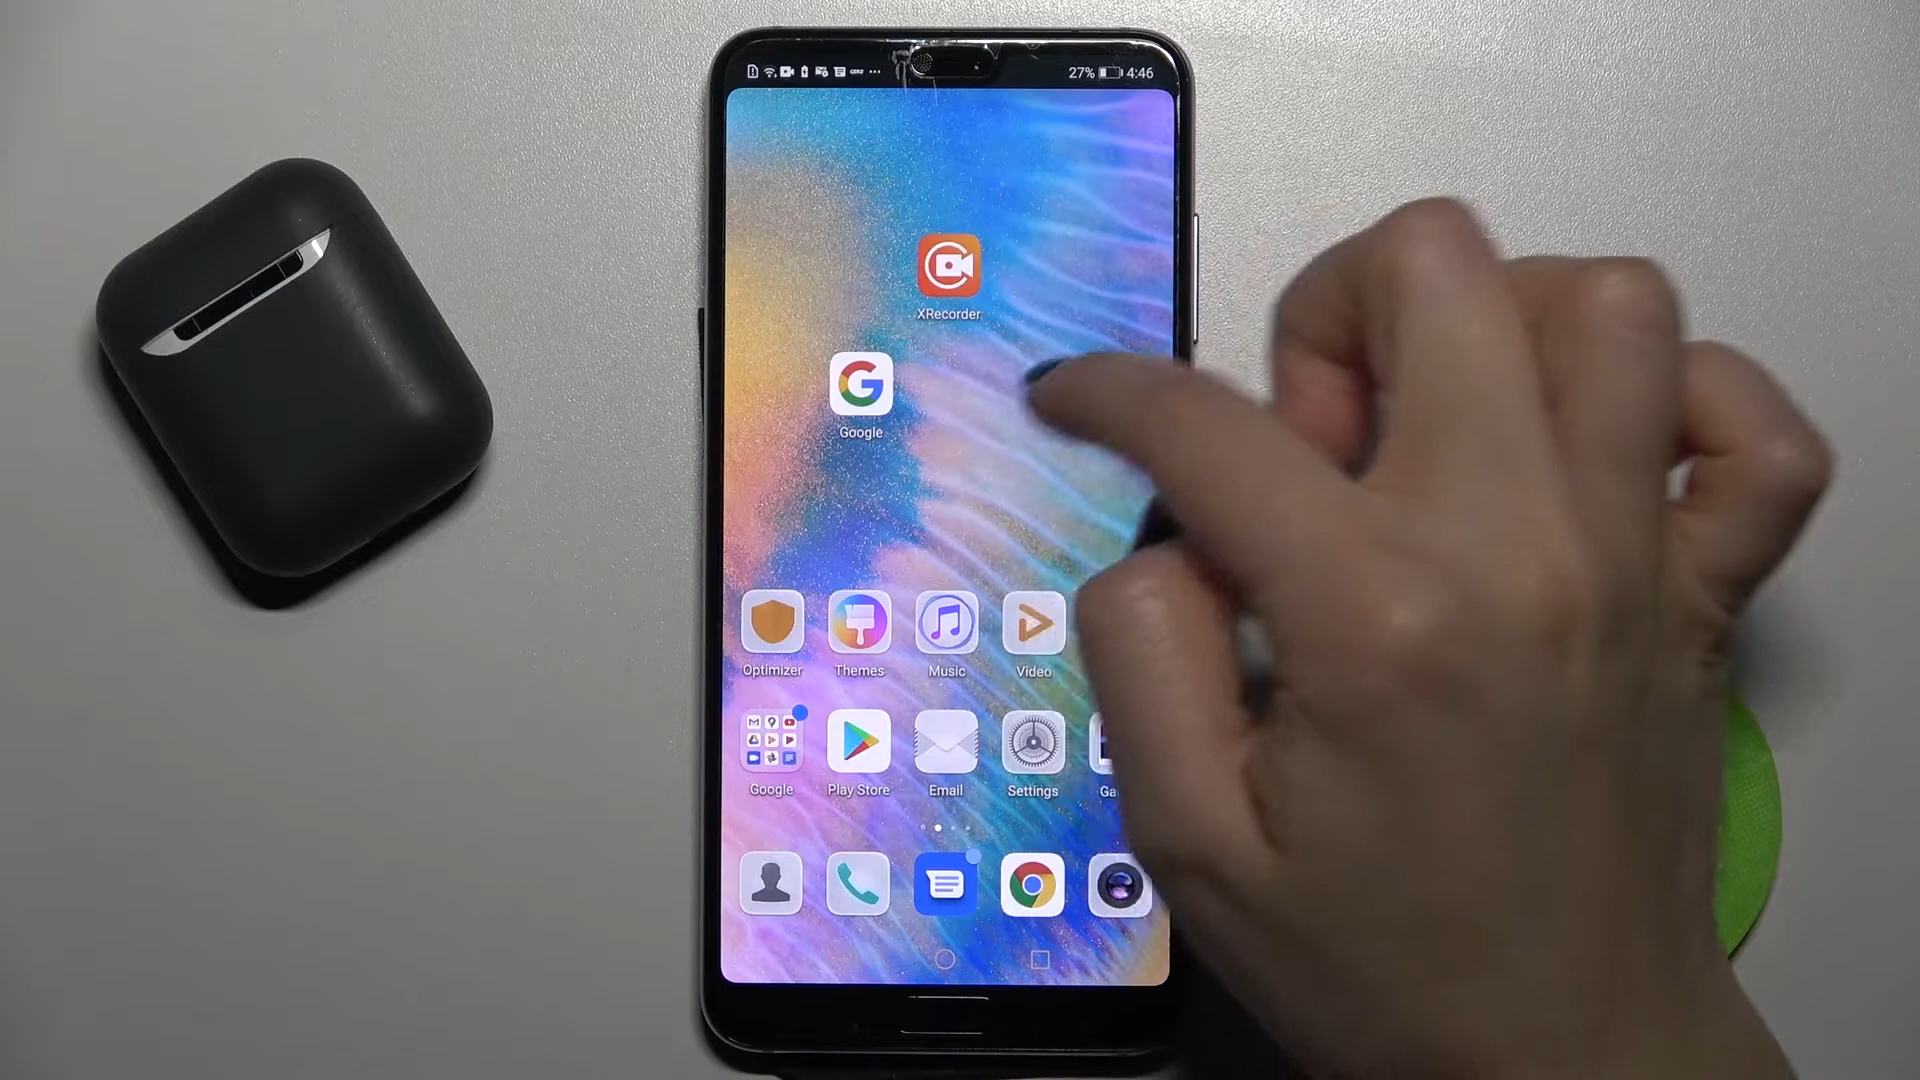 27% 4:46
XRecorder
Google
Optimizer Themes Music Video
Google Play Store Email Settings Ga